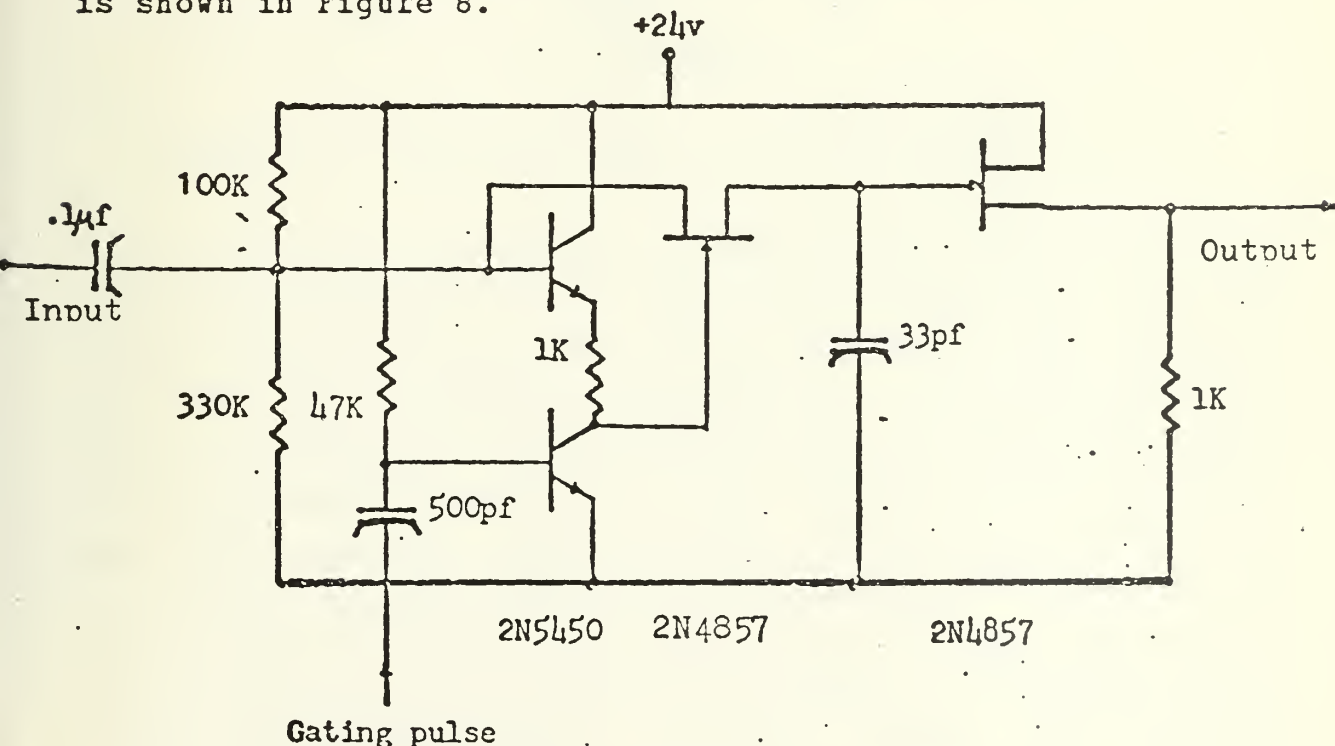 is shown in Figure 8.
+24v
100K
.1µf
Input
Output
1K
33pf
330K
47K
1K
500pf
2N5450 2N4857 2N4857
Gating pulse